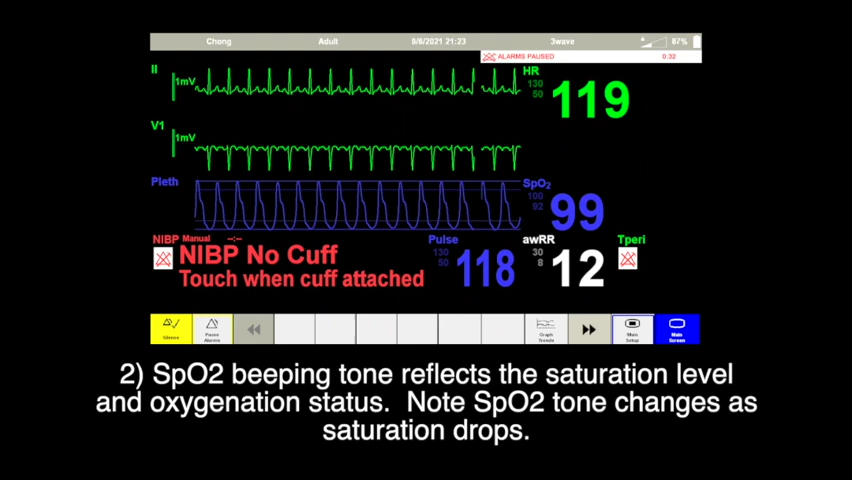 Chong Adult 9/6/2021 21:23 3wave 87%
ALARMS PAUSED 0:32
II
1mV
HR
130
50
119
V1
1mV
Pleth
SpO2
100
92
99
NIBP Manual --:--
NIBP No Cuff
Touch when cuff attached
Pulse
130
50
118
awRR
30
8
12
Tperi
Silence
Pause Alarms
Graph Trends
Main Setup
Main Screen
2) SpO2 beeping tone reflects the saturation level
and oxygenation status. Note SpO2 tone changes as
saturation drops.